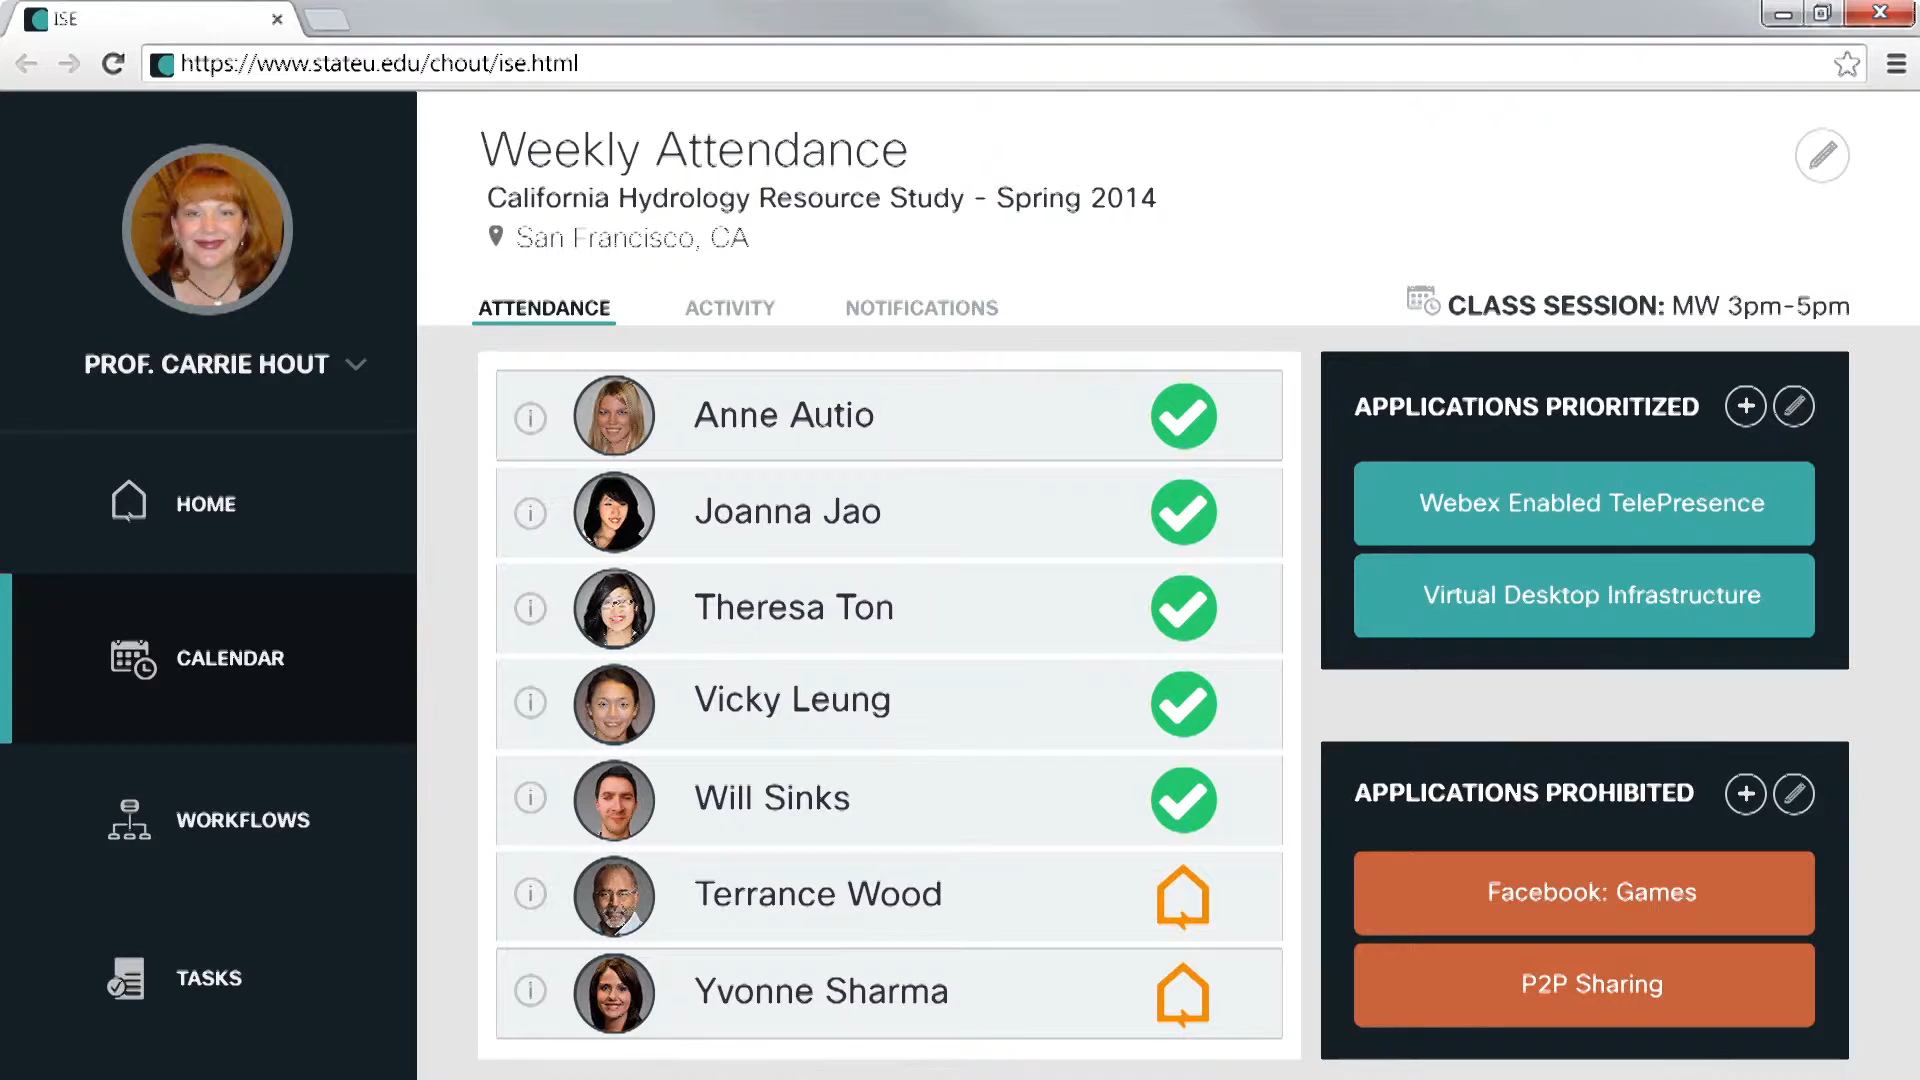 ISE
https://www.stateu.edu/chout/ise.html
Weekly Attendance
California Hydrology Resource Study - Spring 2014
San Francisco, CA
ATTENDANCE
ACTIVITY
NOTIFICATIONS
CLASS SESSION: MW 3pm-5pm
PROF. CARRIE HOUT
HOME
CALENDAR
WORKFLOWS
TASKS
Anne Autio
Joanna Jao
Theresa Ton
Vicky Leung
Will Sinks
Terrance Wood
Yvonne Sharma
APPLICATIONS PRIORITIZED
Webex Enabled TelePresence
Virtual Desktop Infrastructure
APPLICATIONS PROHIBITED
Facebook: Games
P2P Sharing